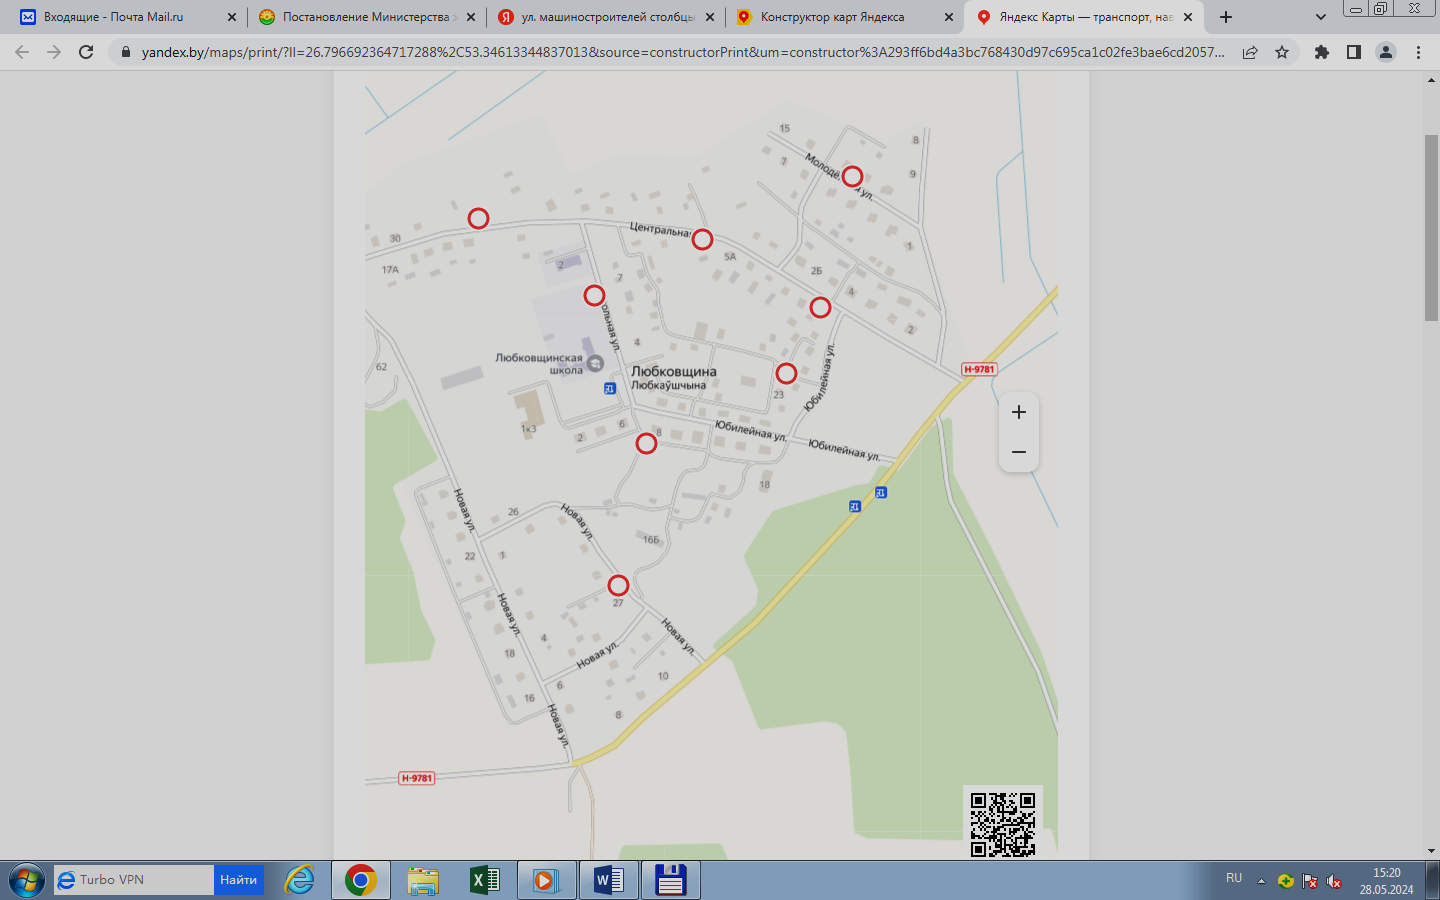 Входящие - Почта Mail.ru
Постановление Министерства ж
ул. машиностроителей столбцы
Конструктор карт Яндекса
Яндекс Карты — транспорт, нав
yandex.by/maps/print/?ll=26.796692364717288%2C53.34613344837013&source=constructorPrint&um=constructor%3A293ff6bd4a3bc768430d97c695ca1c02fe3bae6cd2057...
15
7
8
9
ул.
30
17А
Центральная
5А
2Б
1
4
2
2
7
ольная ул.
4
62
Любковщинская
школа
Любковщина
Любкаўшчына
Н-9781
23
Юбилейная ул.
1к3
2
6
8
Юбилейная ул.
Юбилейная ул.
18
Новая ул.
26
Новая ул.
16Б
22
1
27
Новая ул.
4
Новая ул.
18
Новая ул.
6
10
16
Новая ул.
8
Н-9781
+
−
Turbo VPN
Найти
RU
15:20
28.05.2024